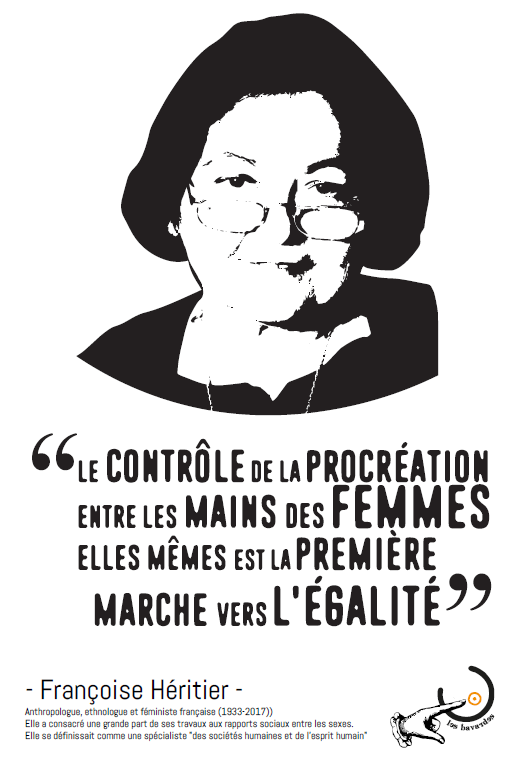 “LE CONTRÔLE DE LA PROCRÉATION
ENTRE LES MAINS DES FEMMES
ELLES MÊMES EST LA PREMIÈRE
MARCHE VERS L'ÉGALITÉ”
- Françoise Héritier -
Anthropologue, ethnologue et féministe française (1933-2017))
Elle a consacré une grande part de ses travaux aux rapports sociaux entre les sexes.
Elle se définissait comme une spécialiste "des sociétés humaines et de l'esprit humain"
les bavardes